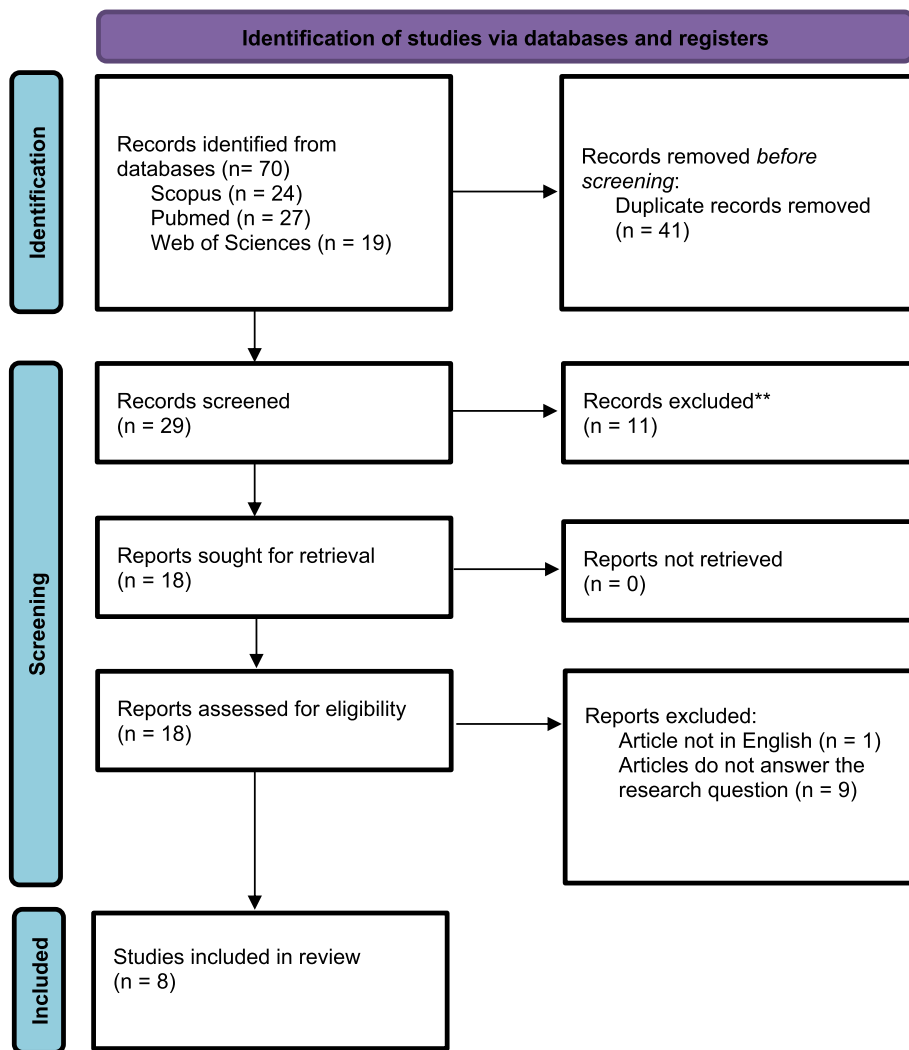 Identification of studies via databases and registers
Identification
Records identified from
databases (n= 70)
Scopus (n = 24)
Pubmed (n = 27)
Web of Sciences (n = 19)
Records removed before
screening:
Duplicate records removed
(n = 41)
Screening
Records screened
(n = 29)
Records excluded**
(n = 11)
Reports sought for retrieval
(n = 18)
Reports not retrieved
(n = 0)
Reports assessed for eligibility
(n = 18)
Reports excluded:
Article not in English (n = 1)
Articles do not answer the
research question (n = 9)
Included
Studies included in review
(n = 8)